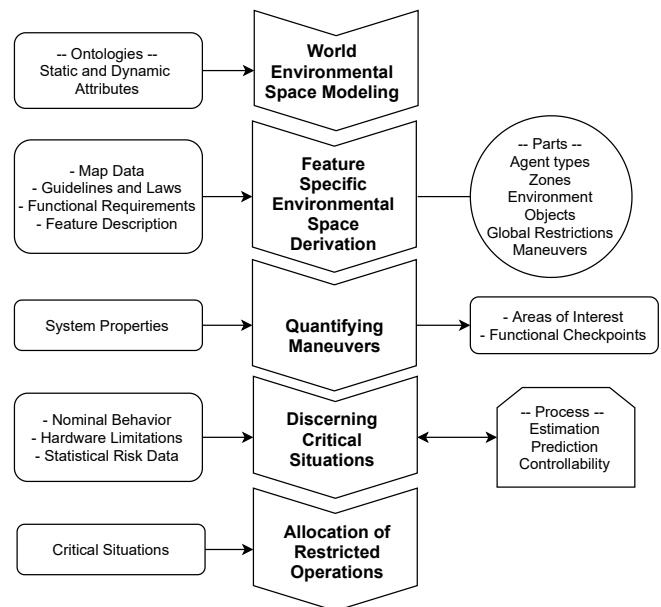 -- Ontologies --
Static and Dynamic
Attributes
World
Environmental
Space Modeling
- Map Data
- Guidelines and Laws
- Functional Requirements
- Feature Description
Feature
Specific
Environmental
Space
Derivation
-- Parts --
Agent types
Zones
Environment
Objects
Global Restrictions
Maneuvers
System Properties
Quantifying
Maneuvers
- Areas of Interest
- Functional Checkpoints
- Nominal Behavior
- Hardware Limitations
- Statistical Risk Data
Discerning
Critical
Situations
-- Process --
Estimation
Prediction
Controllability
Critical Situations
Allocation of
Restricted
Operations